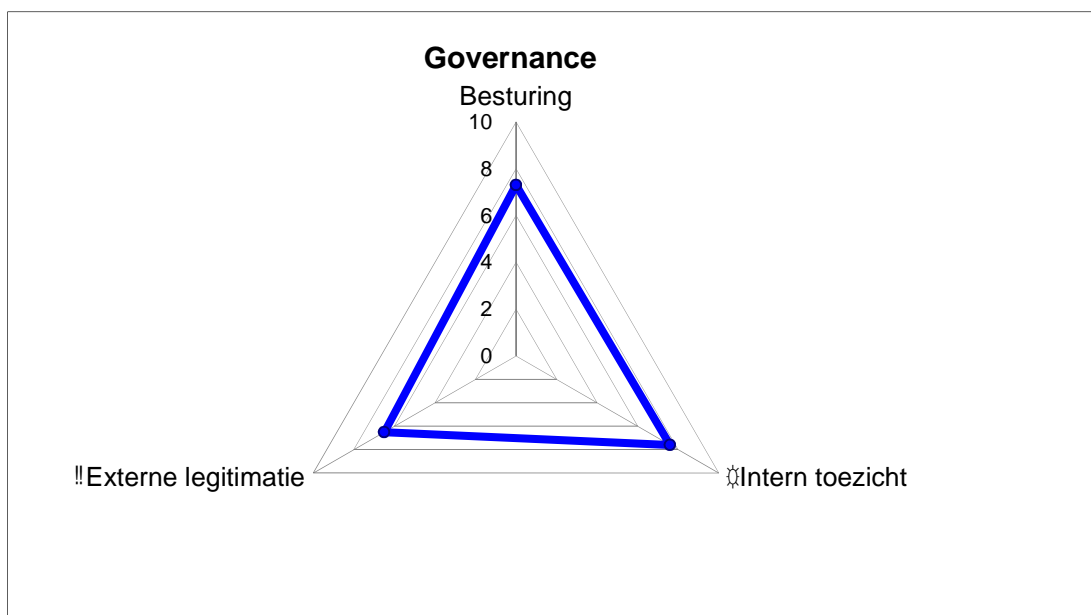 Governance
Besturing
10
8
6
4
2
0
‼Externe legitimatie
☼Intern toezicht